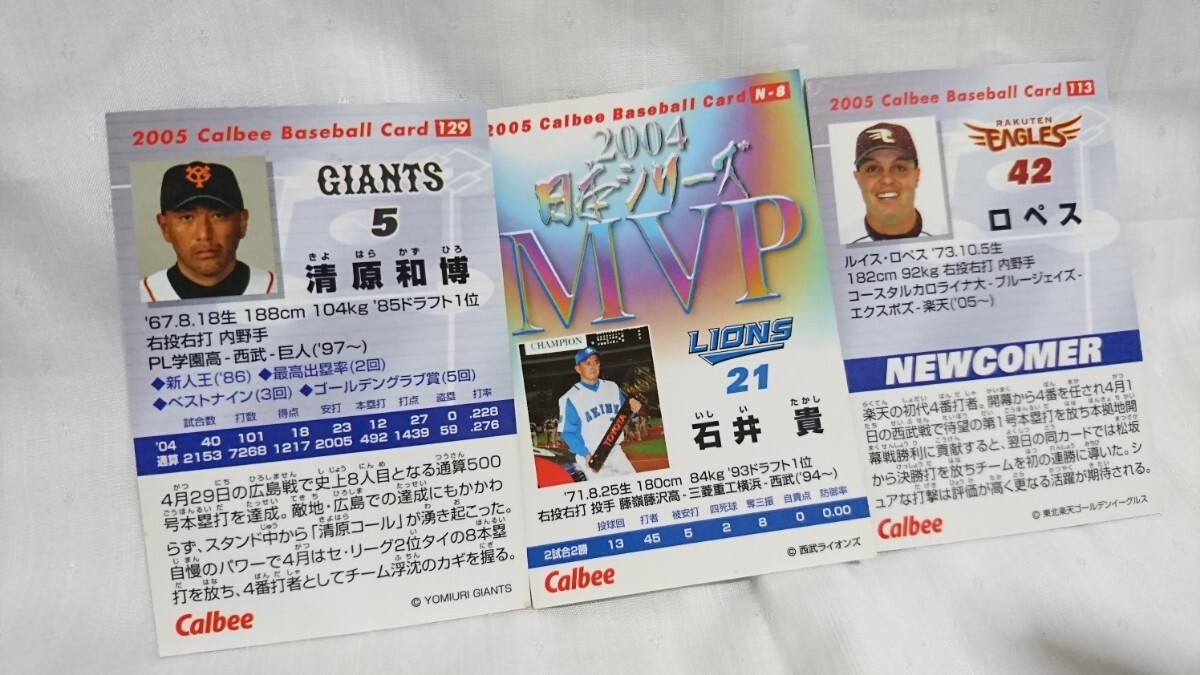 2005 Calbee Baseball Card 129
GIANTS
5
きよ はら かず ひろ
清原和博
'67.8.18生 188cm 104kg '85ドラフト1位
右投右打 内野手
PL学園高-西武-巨人('97〜)
◆新人王('86) ◆最高出塁率(2回)
◆ベストナイン(3回) ◆ゴールデングラブ賞(5回)
試合数 打数 得点 安打 本塁打 打点 盗塁 打率
'04 40 101 18 23 12 27 0 .228
通算 2153 7268 1217 2005 492 1439 59 .276
4月29日の広島戦で史上8人目となる通算500
号本塁打を達成。敵地・広島での達成にもかかわ
らず、スタンド中から「清原コール」が湧き起こった。
自慢のパワーで4月はセ・リーグ2位タイの8本塁
打を放ち、4番打者としてチーム浮沈のカギを握る。
Calbee
© YOMIURI GIANTS
2005 Calbee Baseball Card N-8
2004
日本シリーズ
MVP
CHAMPION
TOYOTA
LIONS
21
いし い たかし
石井 貴
'71.8.25生 180cm 84kg '93ドラフト1位
右投右打 投手 藤嶺藤沢高-三菱重工横浜-西武('94〜)
投球回 打者 被安打 四死球 奪三振 自責点 防御率
2試合2勝 13 45 5 2 8 0 0.00
Calbee
© 西武ライオンズ
2005 Calbee Baseball Card 113
RAKUTEN
EAGLES
42
ロペス
ルイス・ロペス '73.10.5生
182cm 92kg 右投右打 内野手
コースタルカロライナ大-ブルージェイズ-
エクスポズ-楽天('05〜)
NEWCOMER
楽天の初代4番打者。開幕から4番を任され4月1
日の西武戦で待望の第1号本塁打を放ち本拠地開
幕戦勝利に貢献すると、翌日の同カードでは松坂
から決勝打を放ちチームを初の連勝に導いた。シ
ュアな打撃は評価が高く更なる活躍が期待される。
Calbee
© 東北楽天ゴールデンイーグルス